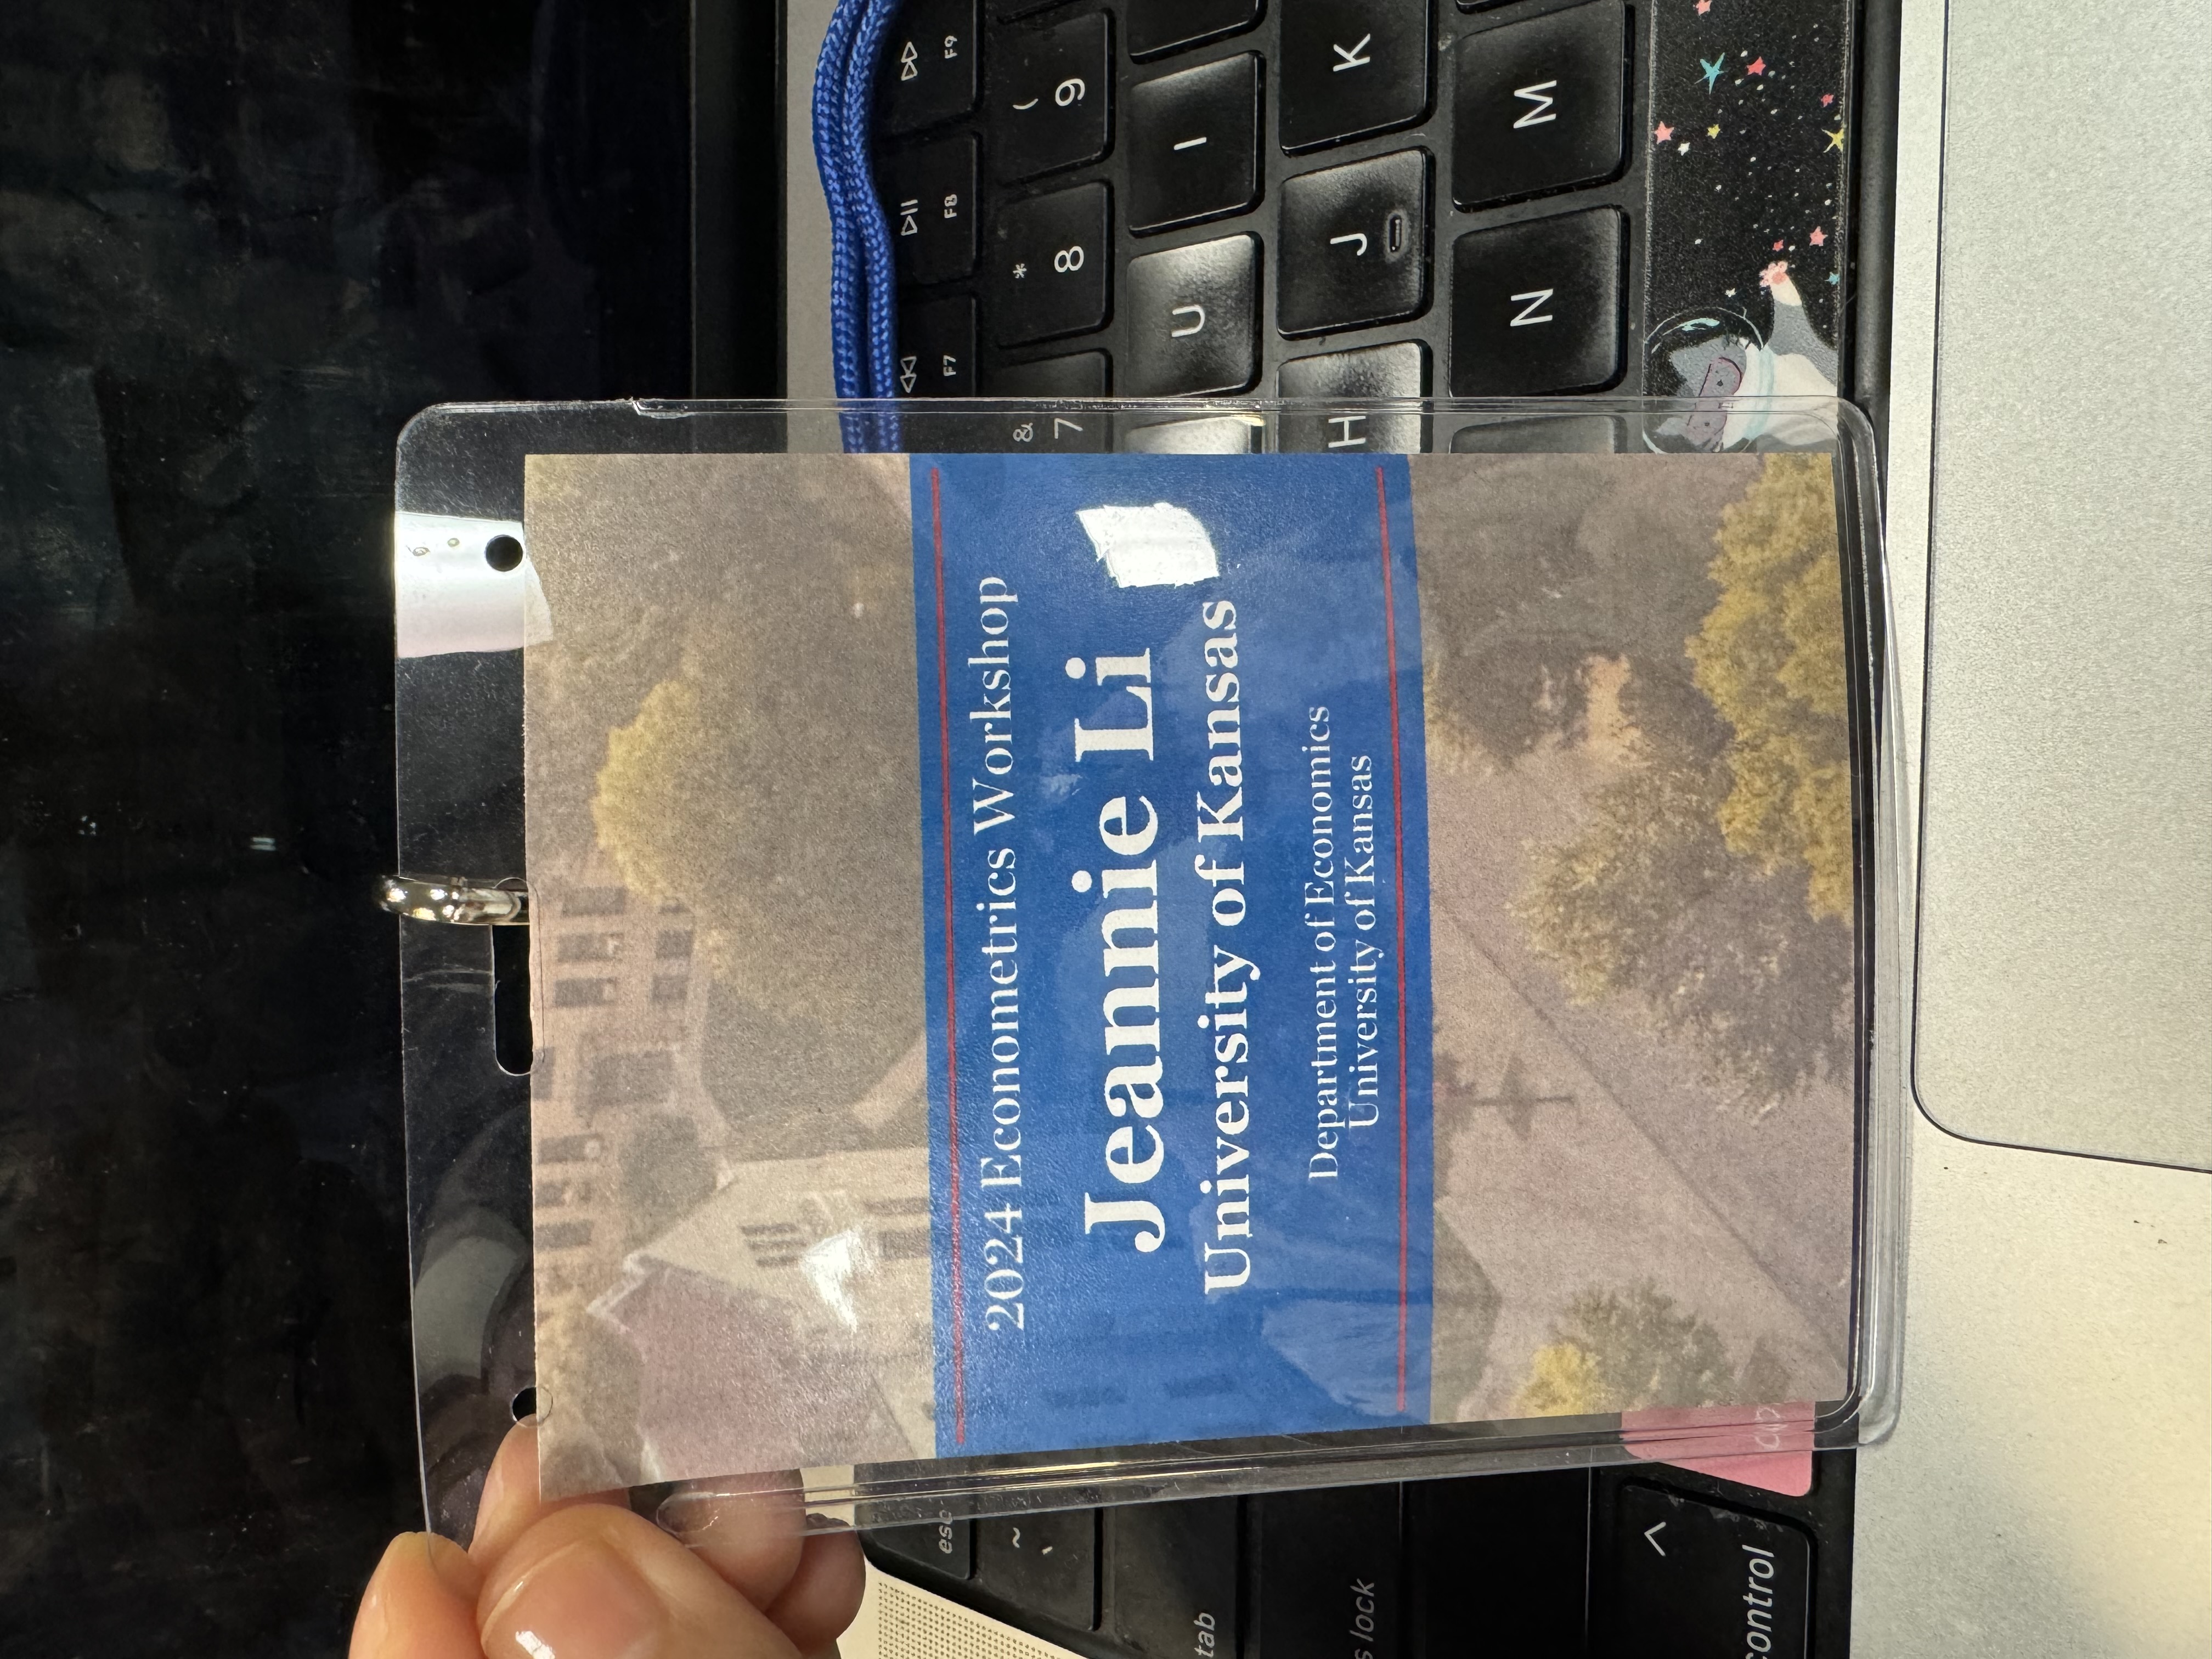 2024 Econometrics Workshop
Jeannie Li
University of Kansas
Department of Economics
University of Kansas
esc
F7
F8
F9
~
`
&
7
*
8
(
9
tab
U
I
s lock
H
J
K
N
M
control